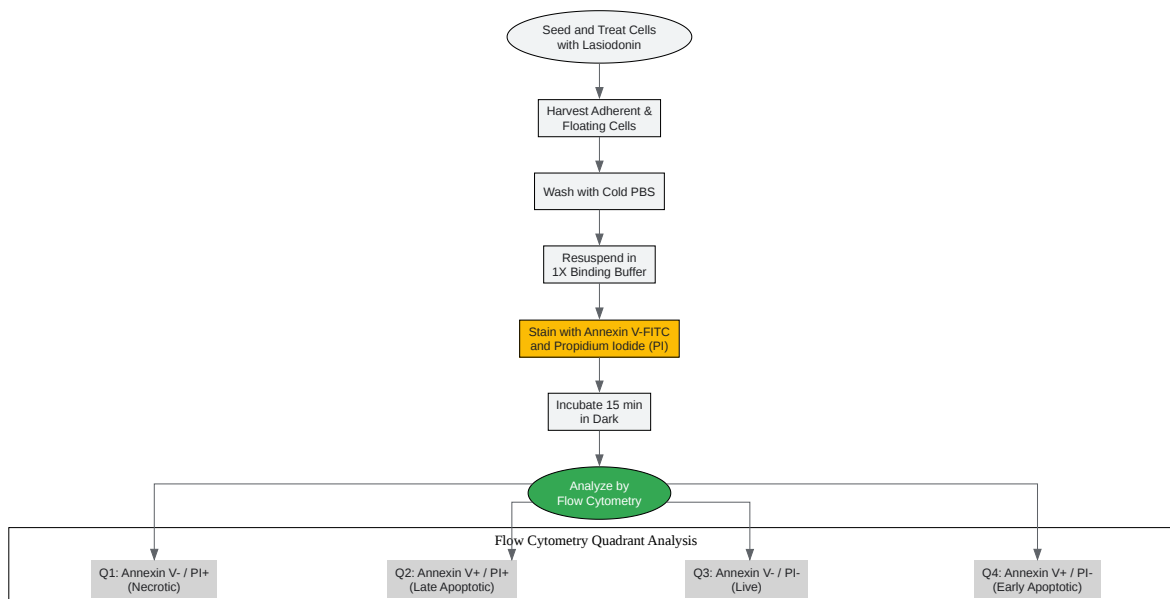 Seed and Treat Cells
with Lasiodonin
Harvest Adherent &
Floating Cells
Wash with Cold PBS
Resuspend in
1X Binding Buffer
Stain with Annexin V-FITC
and Propidium Iodide (PI)
Incubate 15 min
in Dark
Analyze by
Flow Cytometry
Flow Cytometry Quadrant Analysis
Q1: Annexin V- / PI+
(Necrotic)
Q2: Annexin V+ / PI+
(Late Apoptotic)
Q3: Annexin V- / PI-
(Live)
Q4: Annexin V+ / PI-
(Early Apoptotic)